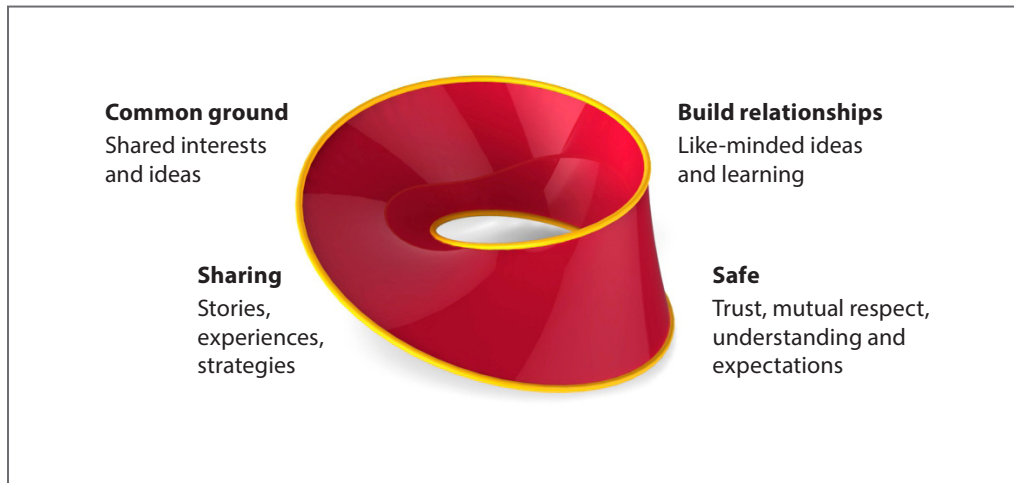 Common ground
Shared interests
and ideas
Build relationships
Like-minded ideas
and learning
Sharing
Stories,
experiences,
strategies
Safe
Trust, mutual respect,
understanding and
expectations